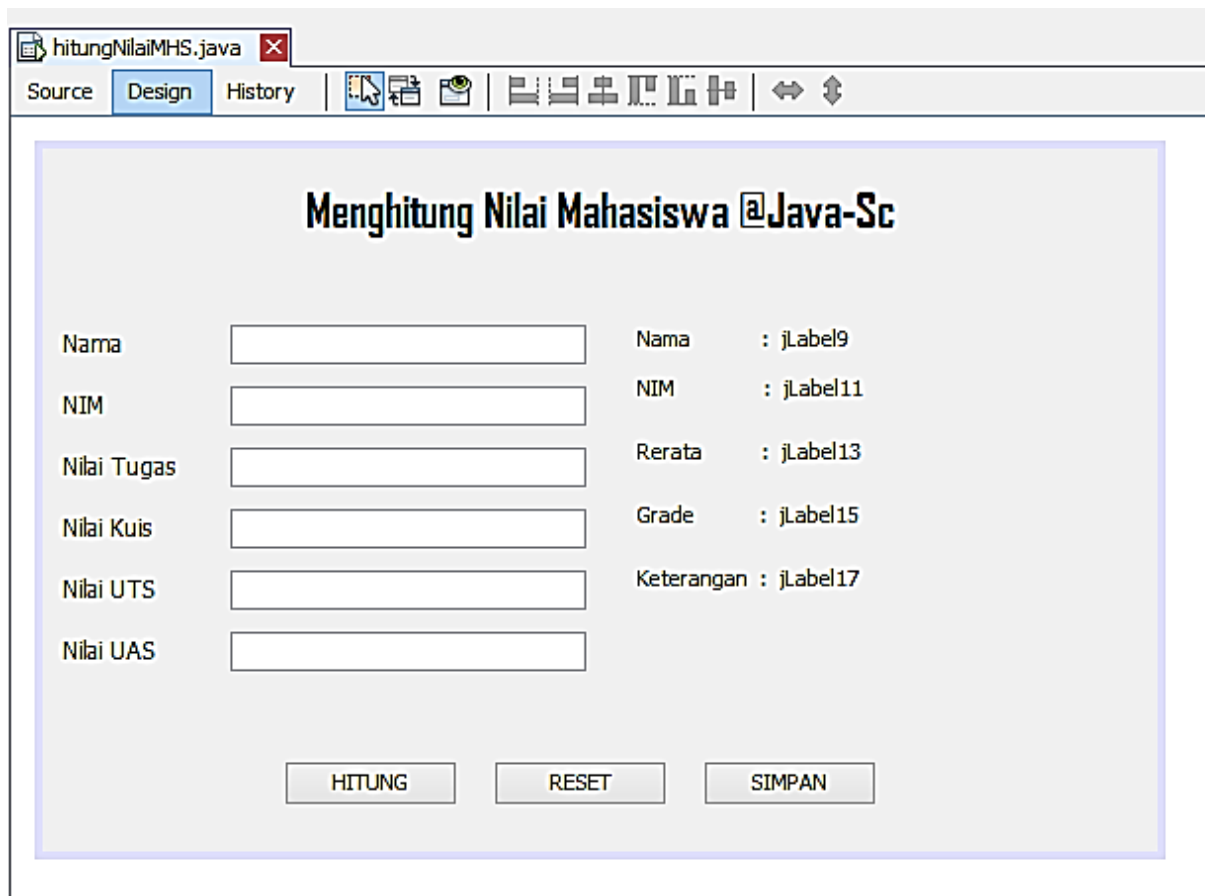 hitungNilaiMHS.java
Source Design History
Menghitung Nilai Mahasiswa @Java-Sc
Nama
NIM
Nilai Tugas
Nilai Kuis
Nilai UTS
Nilai UAS
Nama : jLabel9
NIM : jLabel11
Rerata : jLabel13
Grade : jLabel15
Keterangan : jLabel17
HITUNG RESET SIMPAN